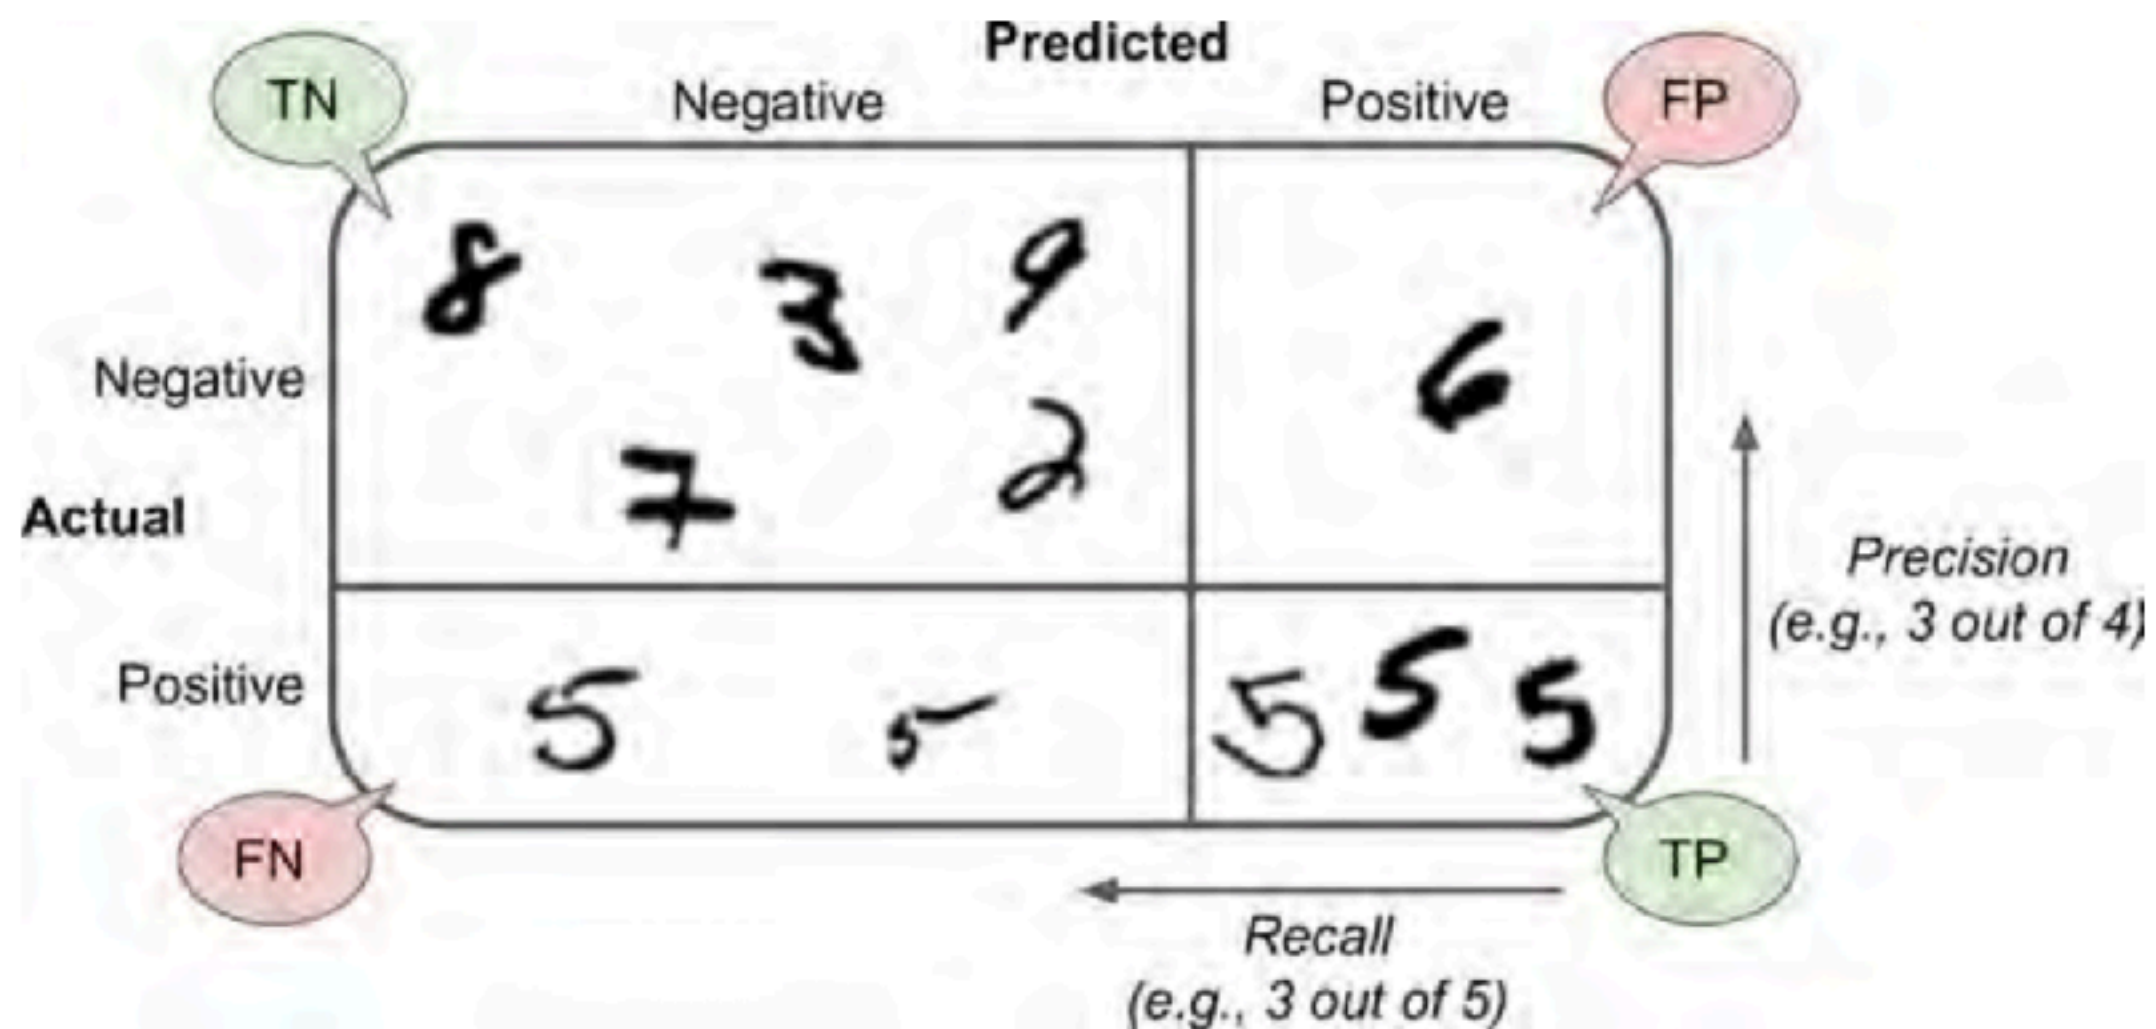 Predicted
TN
Negative
Positive
FP
8
3
9
6
Negative
7
2
Actual
Precision
(e.g., 3 out of 4)
Positive
5
5
5
5
5
FN
TP
Recall
(e.g., 3 out of 5)